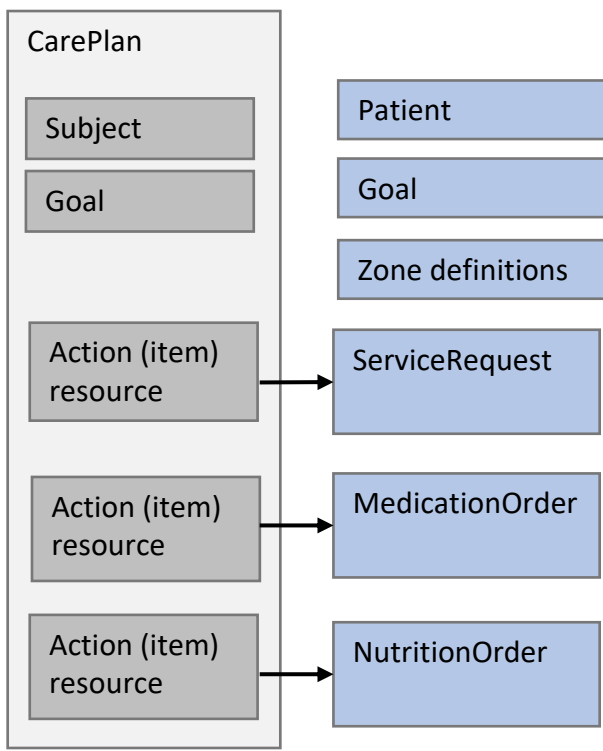 CarePlan
Subject
Goal
Action (item)
resource
Action (item)
resource
Action (item)
resource
Patient
Goal
Zone definitions
ServiceRequest
MedicationOrder
NutritionOrder